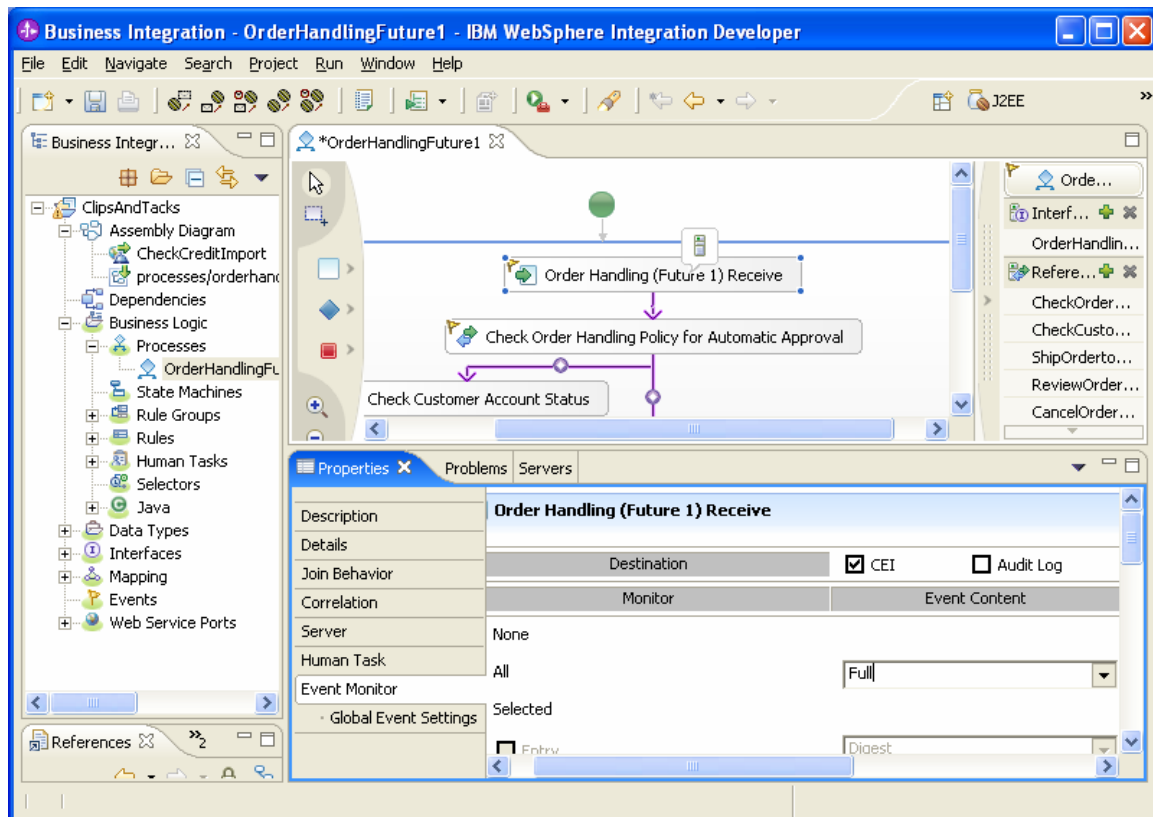 Business Integration - OrderHandlingFuture1 - IBM WebSphere Integration Developer
File Edit Navigate Search Project Run Window Help
J2EE »
Business Integr...
*OrderHandlingFuture1
ClipsAndTacks
Assembly Diagram
CheckCreditImport
processes/orderhand
Dependencies
Business Logic
Processes
OrderHandlingFu
State Machines
Rule Groups
Rules
Human Tasks
Selectors
Java
Data Types
Interfaces
Mapping
Events
Web Service Ports
References »2
Order Handling (Future 1) Receive
Check Order Handling Policy for Automatic Approval
Check Customer Account Status
Orde...
Interf...
OrderHandlin...
Refere...
CheckOrder...
CheckCusto...
ShipOrderto...
ReviewOrder...
CancelOrder...
Properties Problems Servers
Description
Details
Join Behavior
Correlation
Server
Human Task
Event Monitor
Global Event Settings
Order Handling (Future 1) Receive
Destination CEI Audit Log
Monitor Event Content
None
All Full
Selected
Entry Digest